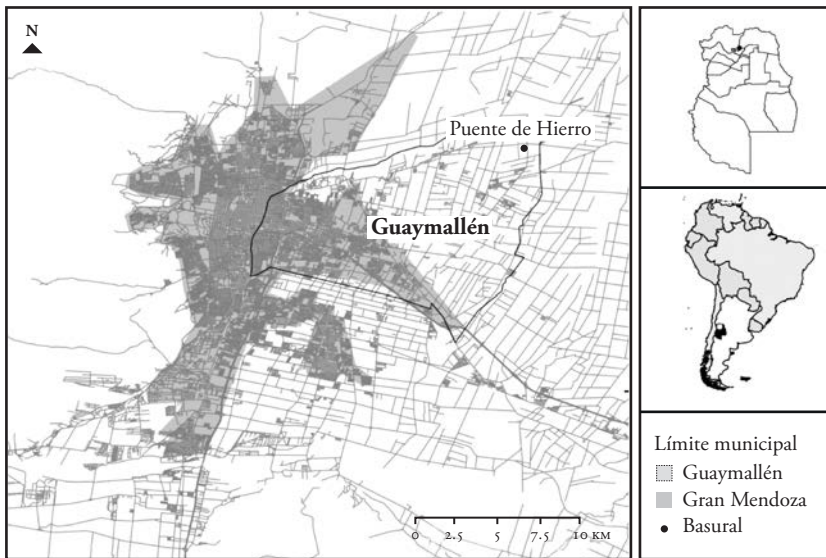 N
Puente de Hierro
Guaymallén
0 2.5 5 7.5 10 KM
Límite municipal
Guaymallén
Gran Mendoza
Basural